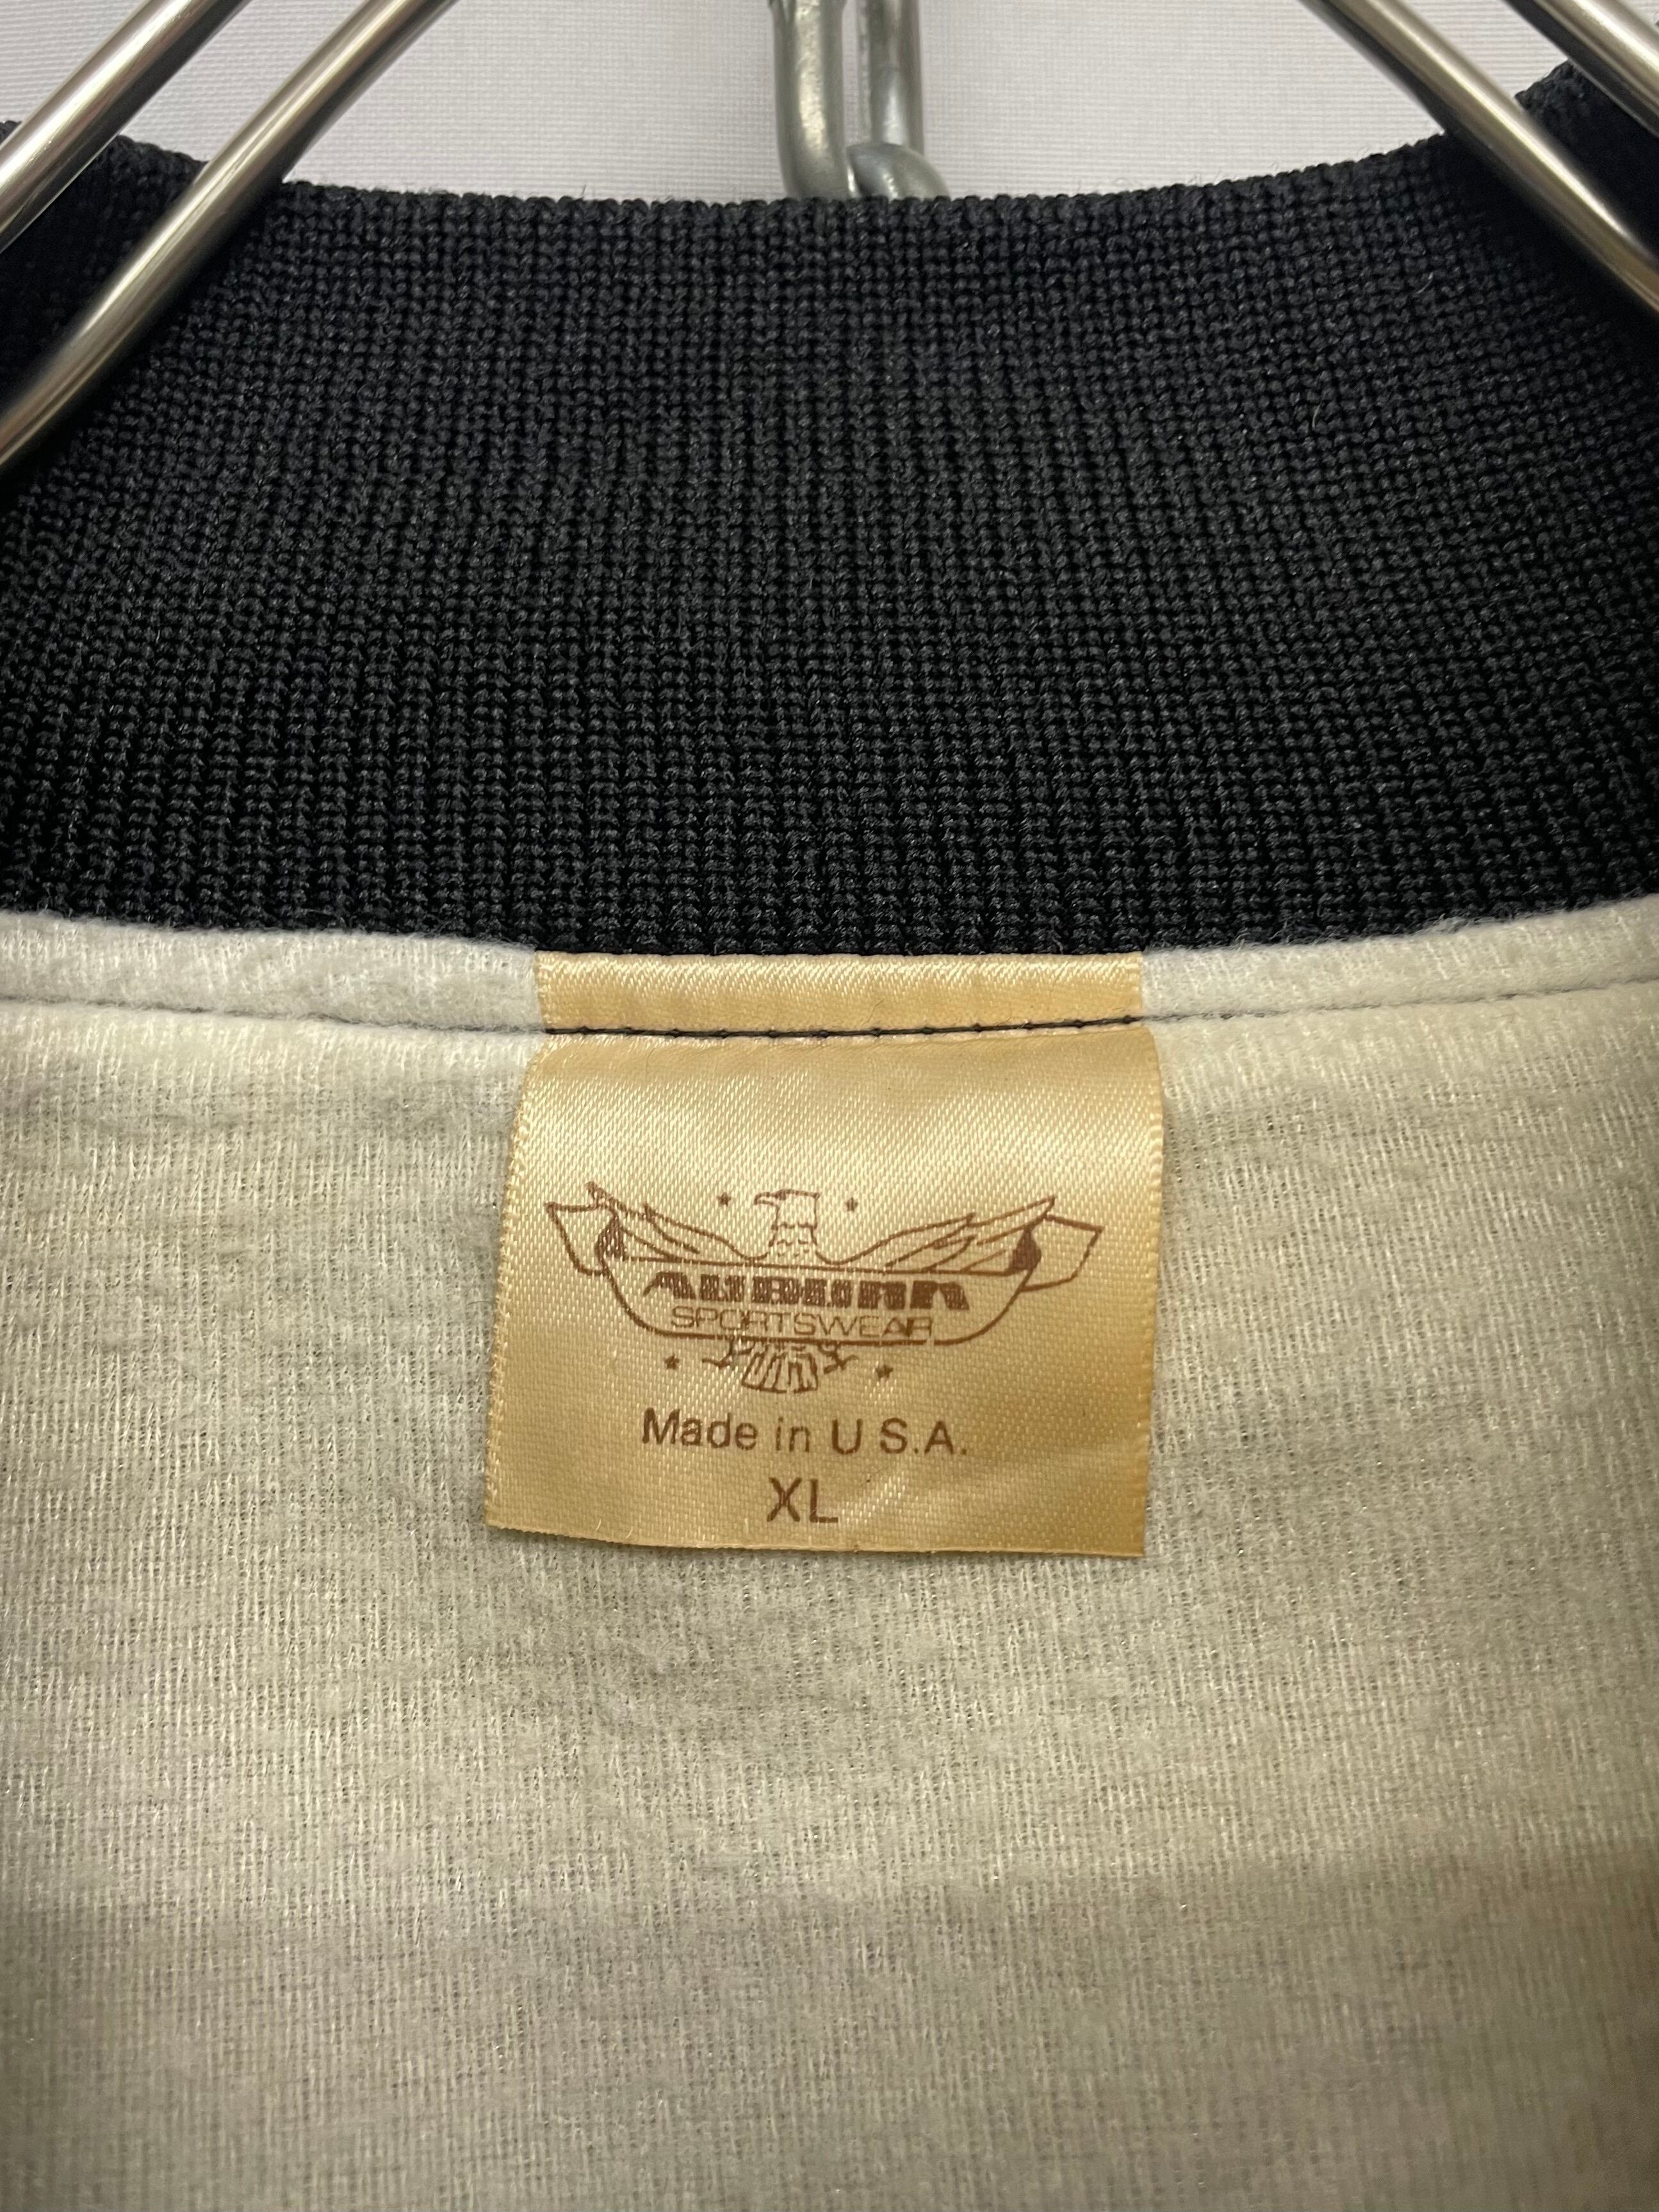 AUBURN
SPORTSWEAR
Made in U S.A.
XL